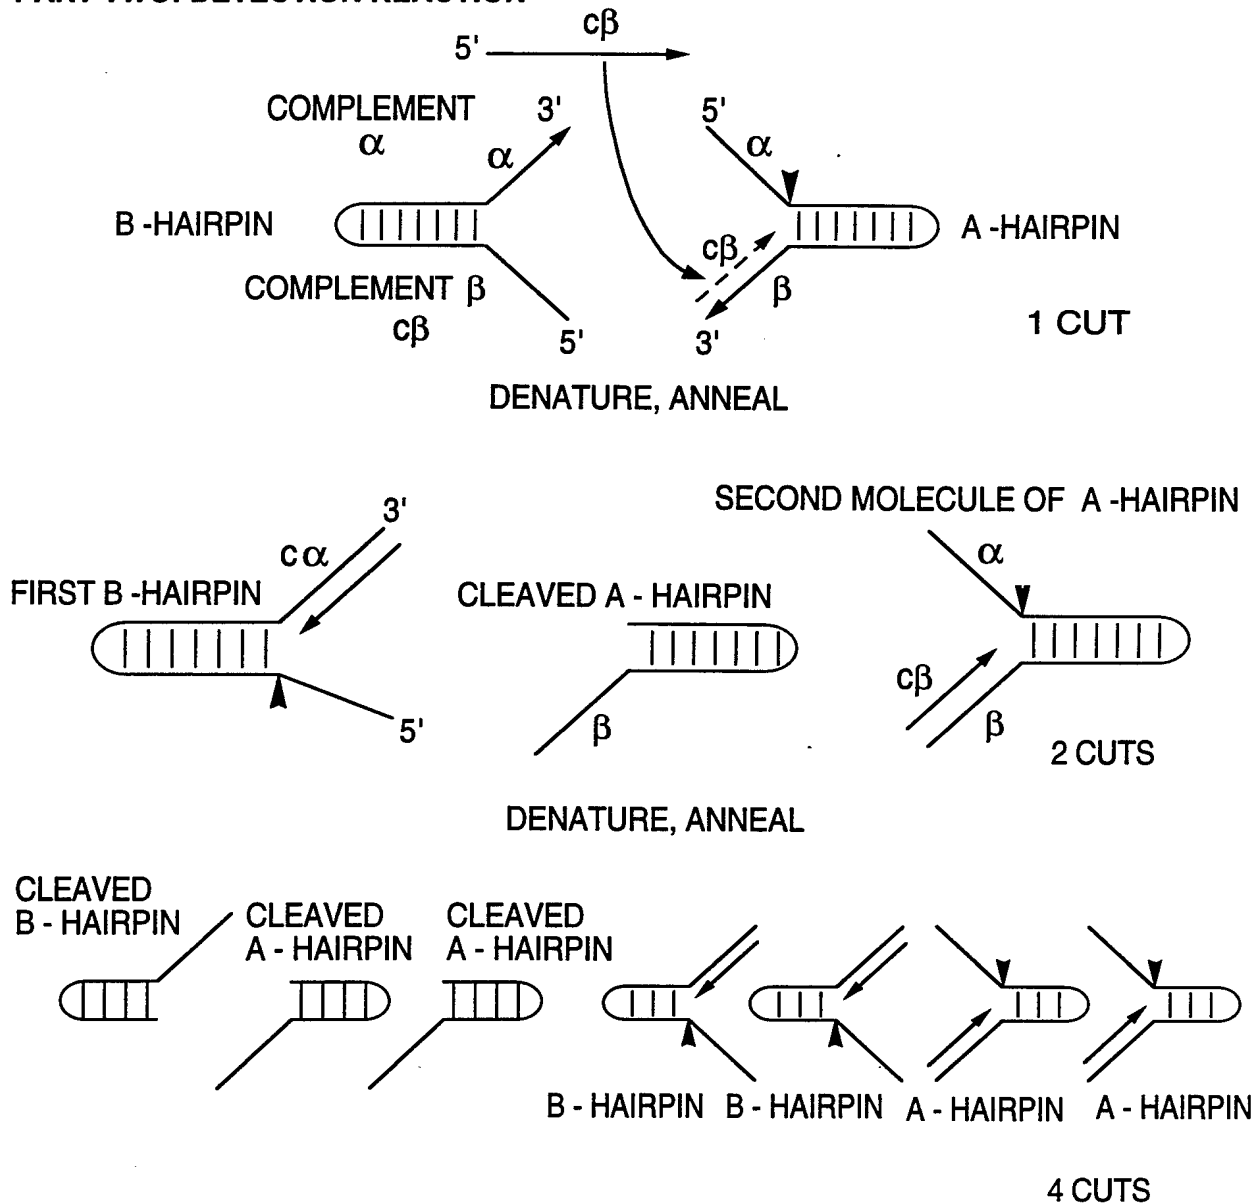 cβ
5'
COMPLEMENT
α
3'
α
5'
α
B -HAIRPIN
A -HAIRPIN
cβ
COMPLEMENT β
cβ
β
5'
3'
1 CUT
DENATURE, ANNEAL
SECOND MOLECULE OF A -HAIRPIN
3'
cα
α
FIRST B -HAIRPIN
CLEAVED A - HAIRPIN
cβ
5'
β
β
2 CUTS
DENATURE, ANNEAL
CLEAVED
B - HAIRPIN
CLEAVED
A - HAIRPIN
CLEAVED
A - HAIRPIN
B - HAIRPIN
B - HAIRPIN
A - HAIRPIN
A - HAIRPIN
4 CUTS